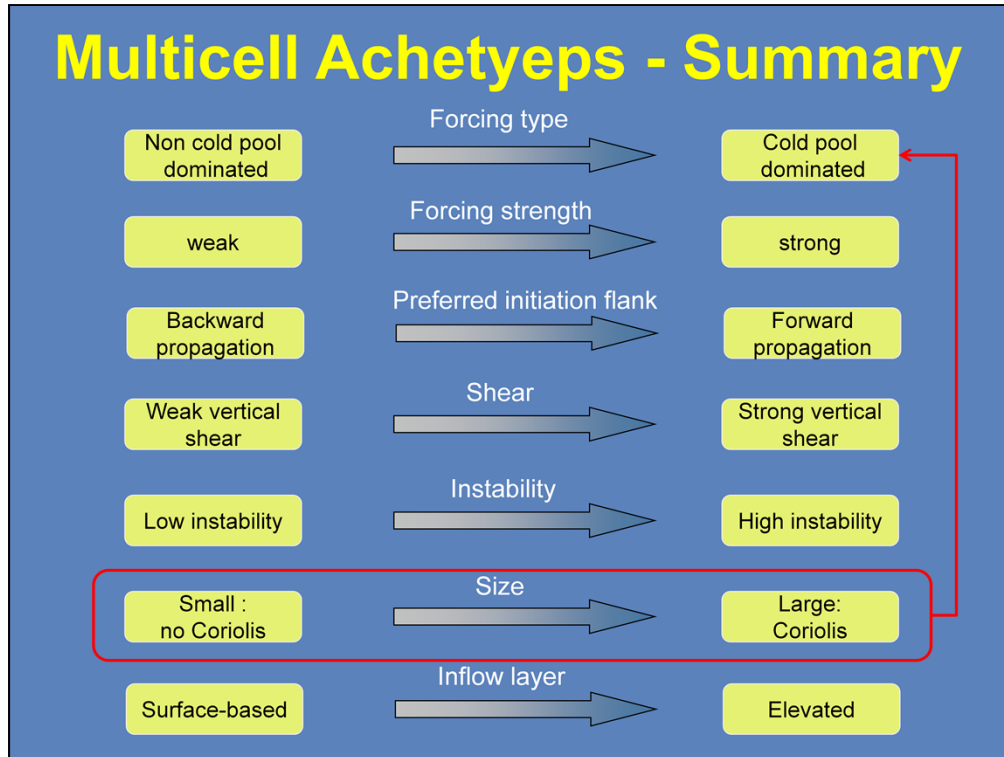 Multicell Achetyeps - Summary
Forcing type
Non cold pool
dominated
Cold pool
dominated
Forcing strength
weak
strong
Preferred initiation flank
Backward
propagation
Forward
propagation
Shear
Weak vertical
shear
Strong vertical
shear
Instability
Low instability
High instability
Size
Small :
no Coriolis
Large:
Coriolis
Inflow layer
Surface-based
Elevated